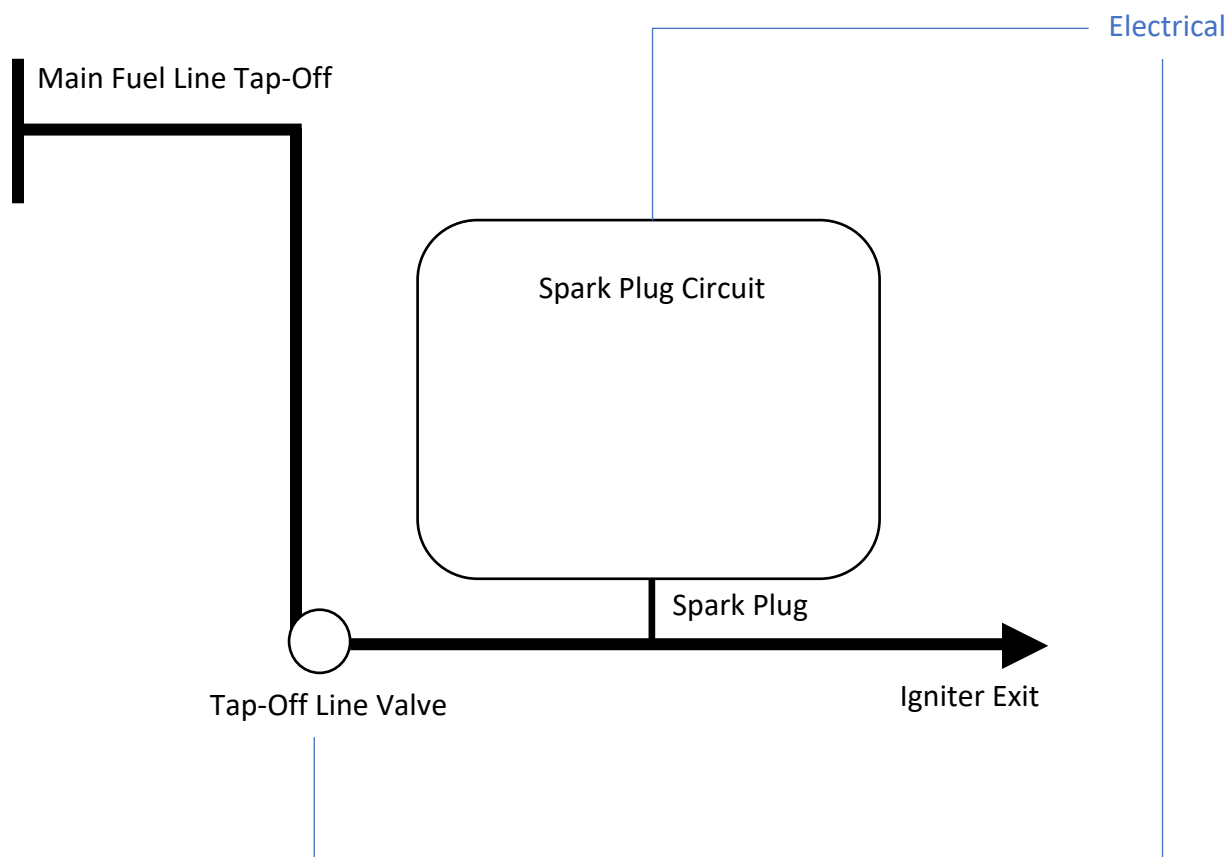 Electrical
Main Fuel Line Tap-Off
Spark Plug Circuit
Spark Plug
Igniter Exit
Tap-Off Line Valve